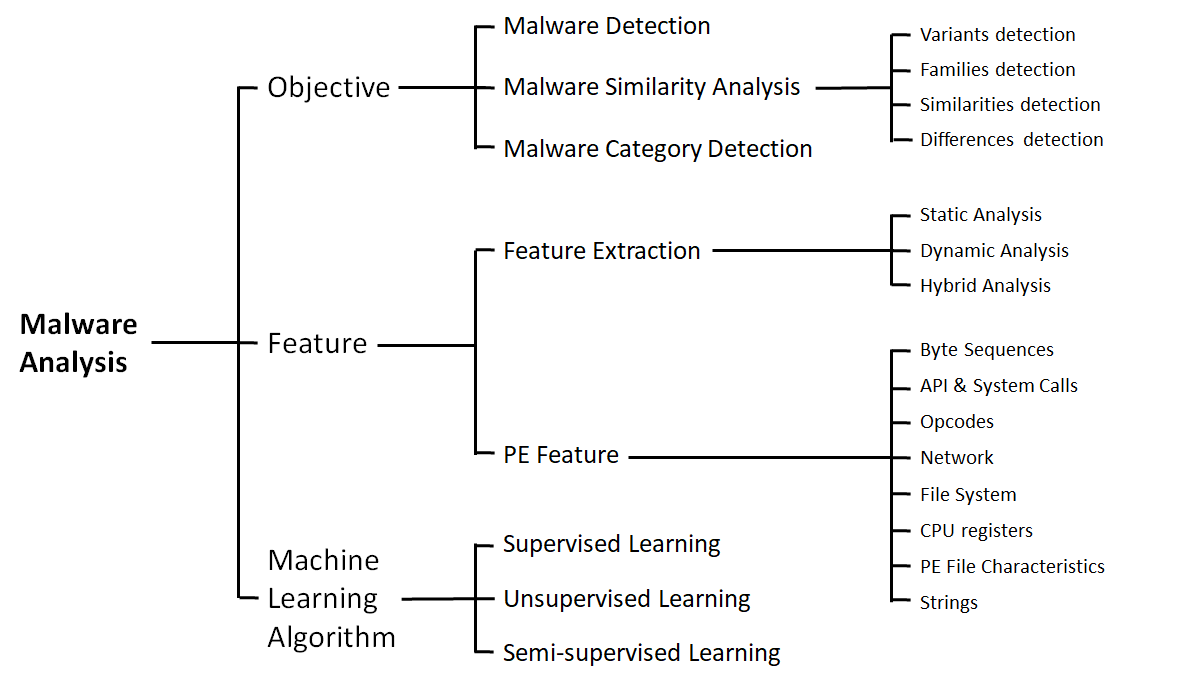 Malware
Analysis
Objective
Malware Detection
Malware Similarity Analysis
Variants detection
Families detection
Similarities detection
Differences detection
Malware Category Detection
Feature
Feature Extraction
Static Analysis
Dynamic Analysis
Hybrid Analysis
PE Feature
Byte Sequences
API & System Calls
Opcodes
Network
File System
CPU registers
PE File Characteristics
Strings
Machine
Learning
Algorithm
Supervised Learning
Unsupervised Learning
Semi-supervised Learning